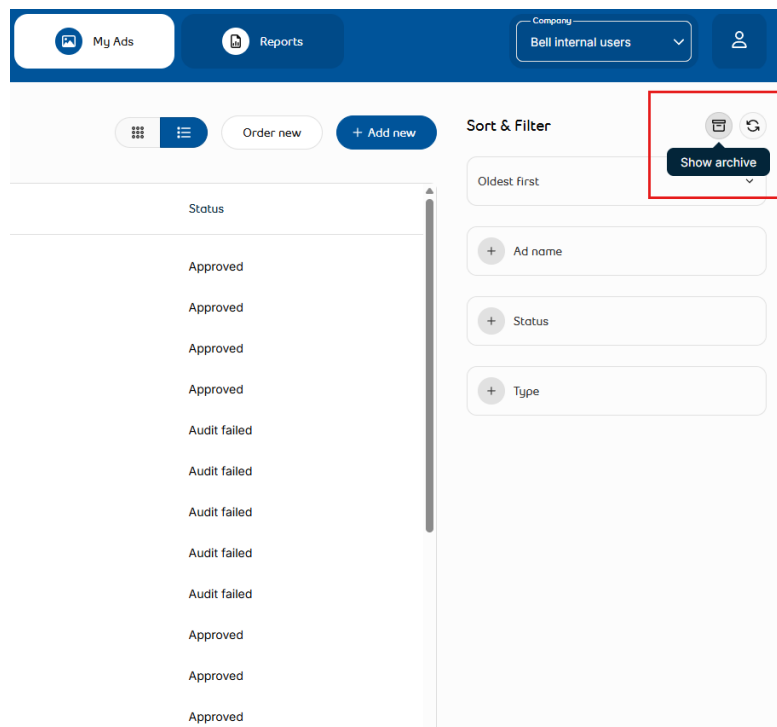 My Ads
Reports
Company
Bell internal users
Order new
+ Add new
Sort & Filter
Show archive
Oldest first
Status
+ Ad name
Approved
Approved
+ Status
Approved
Approved
+ Type
Audit failed
Audit failed
Audit failed
Audit failed
Audit failed
Approved
Approved
Approved